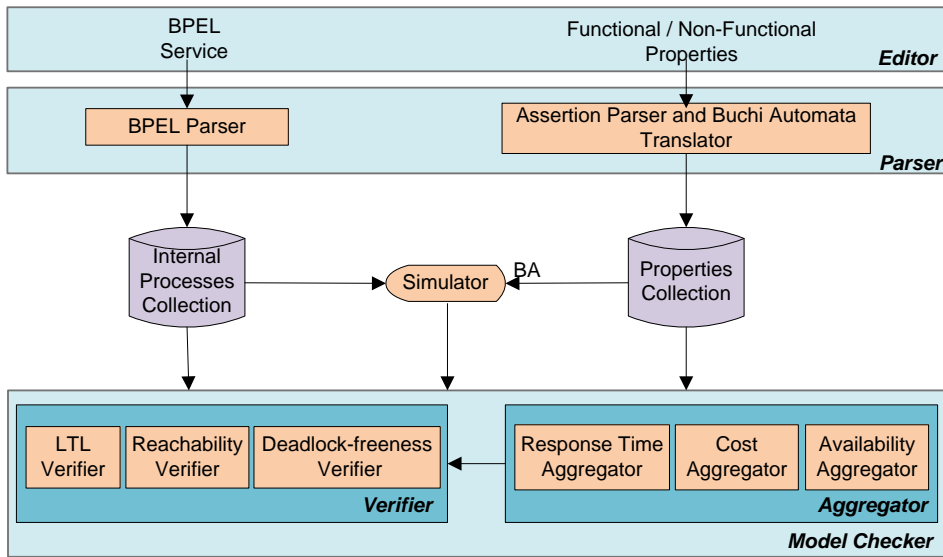 BPEL
Service
Functional / Non-Functional
Properties
Editor
BPEL Parser
Assertion Parser and Buchi Automata
Translator
Parser
Internal
Processes
Collection
Simulator
BA
Properties
Collection
LTL
Verifier
Reachability
Verifier
Deadlock-freeness
Verifier
Verifier
Response Time
Aggregator
Cost
Aggregator
Availability
Aggregator
Aggregator
Model Checker